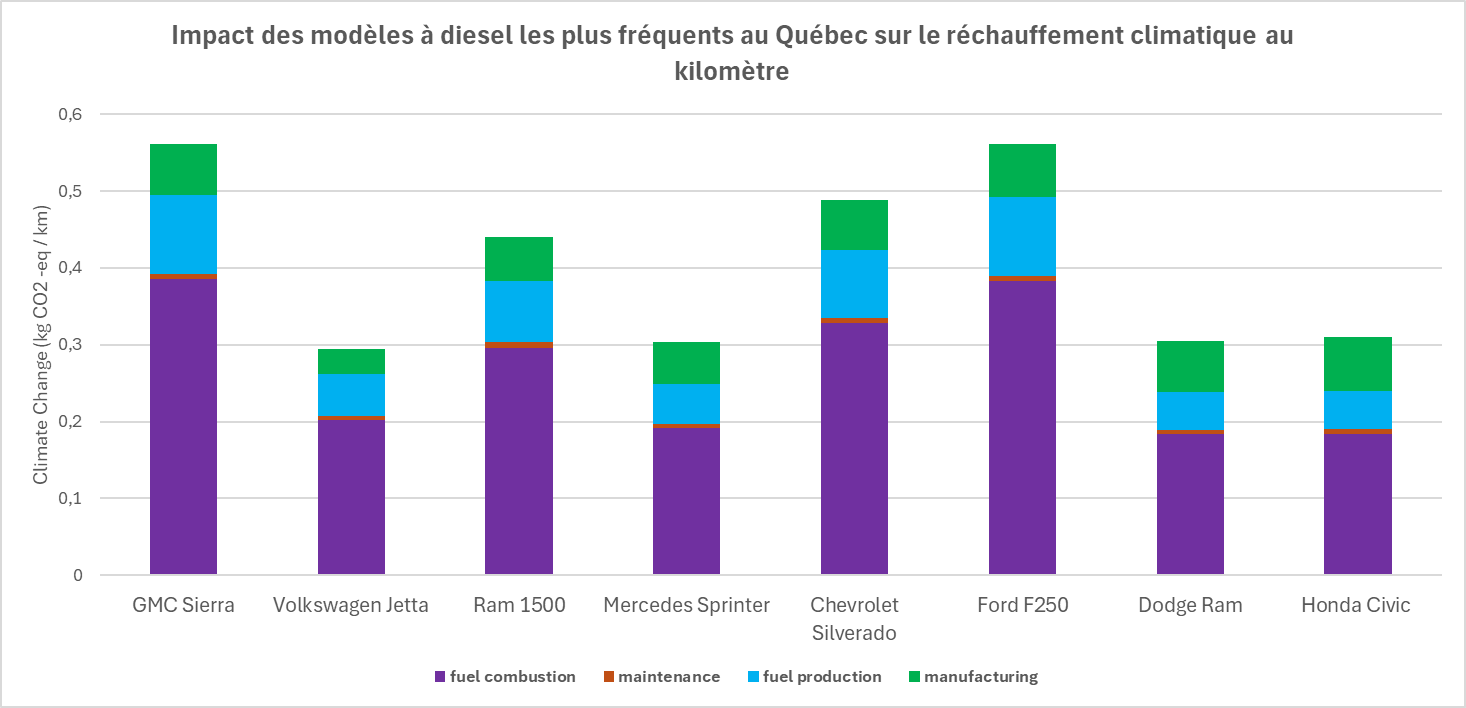 Impact des modèles à diesel les plus fréquents au Québec sur le réchauffement climatique au
kilomètre
Climate Change (kg CO2 -eq / km)
0,6
0,5
0,4
0,3
0,2
0,1
0
GMC Sierra
Volkswagen Jetta
Ram 1500
Mercedes Sprinter
Chevrolet
Silverado
Ford F250
Dodge Ram
Honda Civic
fuel combustion
maintenance
fuel production
manufacturing